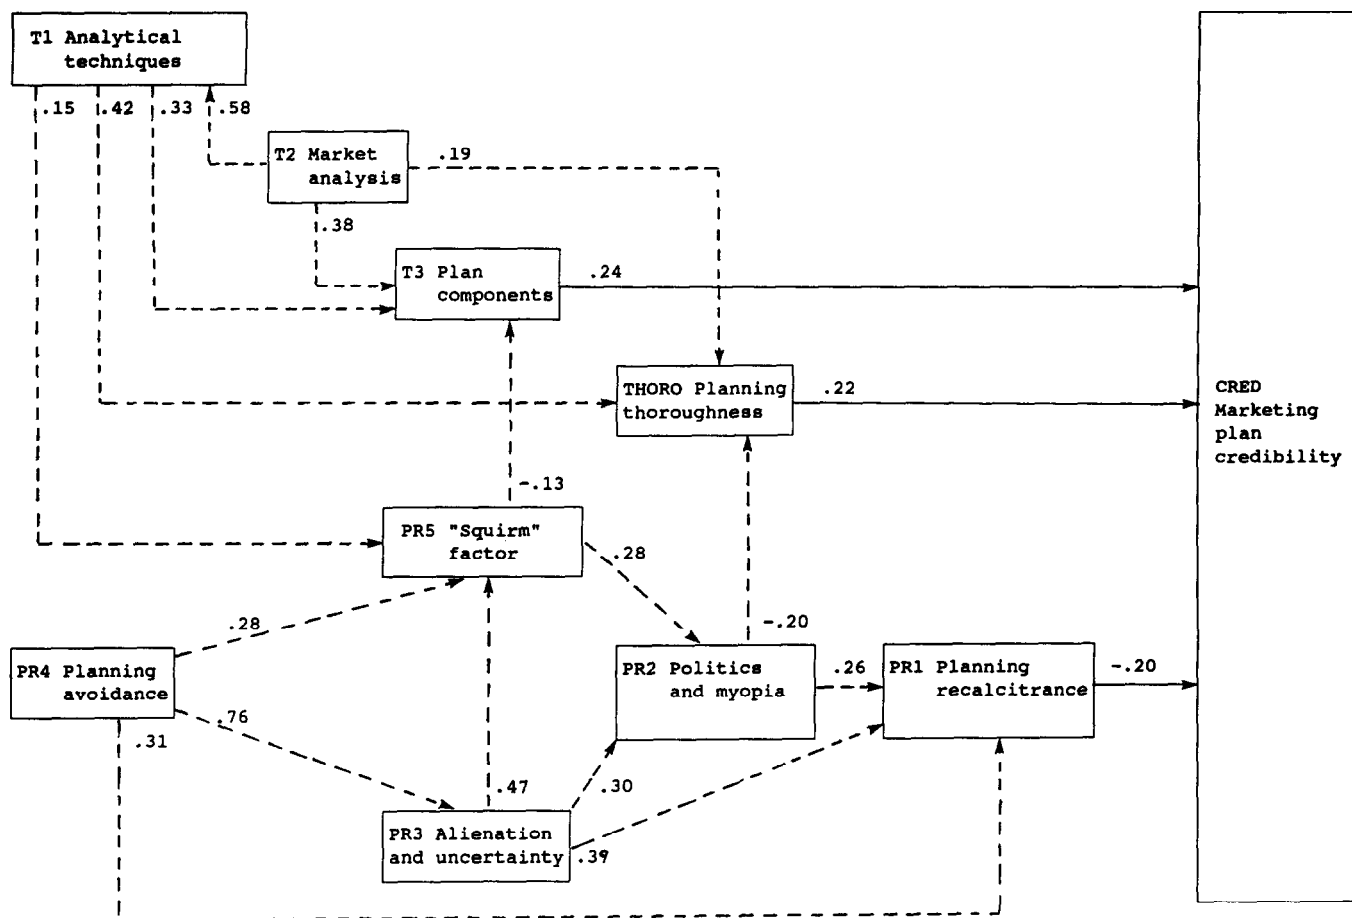 T1 Analytical
techniques
.15
.42
.33
.58
T2 Market
analysis
.19
.38
T3 Plan
components
.24
THORO Planning
thoroughness
.22
CRED
Marketing
plan
credibility
-.13
PR5 "Squirm"
factor
.28
-.20
.28
PR4 Planning
avoidance
PR2 Politics
and myopia
.26
PR1 Planning
recalcitrance
-.20
.76
.31
.47
.30
PR3 Alienation
and uncertainty
.39